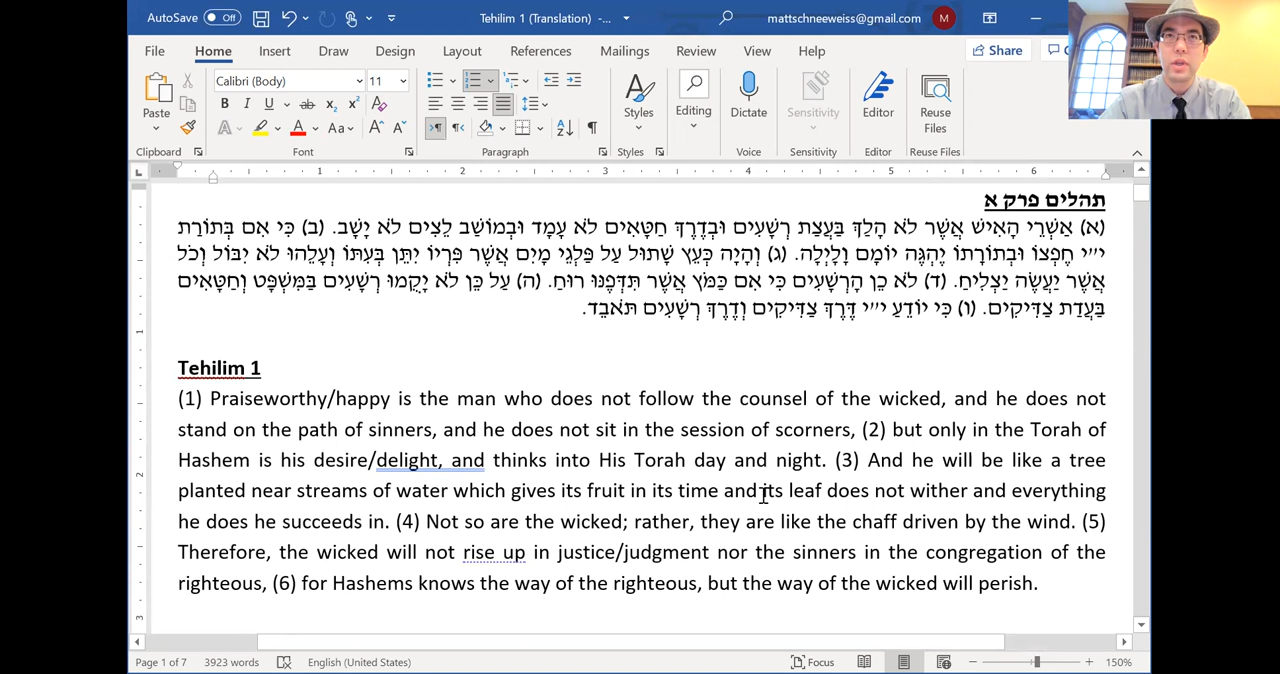 AutoSave Off
Tehilim 1 (Translation) -...
mattschneeweiss@gmail.com M
File Home Insert Draw Design Layout References Mailings Review View Help Share
Calibri (Body) 11
Paste Styles Editing Dictate Sensitivity Editor Reuse Files
Clipboard Font Paragraph Styles Voice Sensitivity Editor Reuse Files
1 2 3 4 5 6
תהלים פרק א
(א) אַשְׁרֵי הָאִישׁ אֲשֶׁר לֹא הָלַךְ בַּעֲצַת רְשָׁעִים וּבְדֶרֶךְ חַטָּאִים לֹא עָמָד וּבְמוֹשַׁב לֵצִים לֹא יָשָׁב. (ב) כִּי אִם בְּתוֹרַת
י״י חֶפְצוֹ וּבְתוֹרָתוֹ יֶהְגֶּה יוֹמָם וָלָיְלָה. (ג) וְהָיָה כְּעֵץ שָׁתוּל עַל פַּלְגֵי מָיִם אֲשֶׁר פִּרְיוֹ יִתֵּן בְּעִתּוֹ וְעָלֵהוּ לֹא יִבּוֹל וְכֹל
אֲשֶׁר יַעֲשֶׂה יַצְלִיחַ. (ד) לֹא כֵן הָרְשָׁעִים כִּי אִם כַּמֹּץ אֲשֶׁר תִּדְּפֶנּוּ רוּחַ. (ה) עַל כֵּן לֹא יָקֻמוּ רְשָׁעִים בַּמִּשְׁפָּט וְחַטָּאִים
בַּעֲדַת צַדִּיקִים. (ו) כִּי יוֹדֵעַ י״י דֶּרֶךְ צַדִּיקִים וְדֶרֶךְ רְשָׁעִים תֹּאבֵד.
Tehilim 1
(1) Praiseworthy/happy is the man who does not follow the counsel of the wicked, and he does not
stand on the path of sinners, and he does not sit in the session of scorners, (2) but only in the Torah of
Hashem is his desire/delight, and thinks into His Torah day and night. (3) And he will be like a tree
planted near streams of water which gives its fruit in its time and its leaf does not wither and everything
he does he succeeds in. (4) Not so are the wicked; rather, they are like the chaff driven by the wind. (5)
Therefore, the wicked will not rise up in justice/judgment nor the sinners in the congregation of the
righteous, (6) for Hashems knows the way of the righteous, but the way of the wicked will perish.
Page 1 of 7 3923 words English (United States) Focus 150%